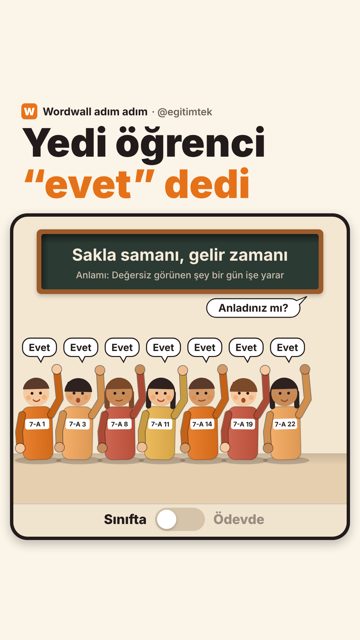 W Wordwall adım adım · @egitimtek
Yedi öğrenci
“evet” dedi
Sakla samanı, gelir zamanı
Anlamı: Değersiz görünen şey bir gün işe yarar
Anladınız mı?
Evet Evet Evet Evet Evet Evet Evet
7-A 1 7-A 3 7-A 8 7-A 11 7-A 14 7-A 19 7-A 22
Sınıfta Ödevde